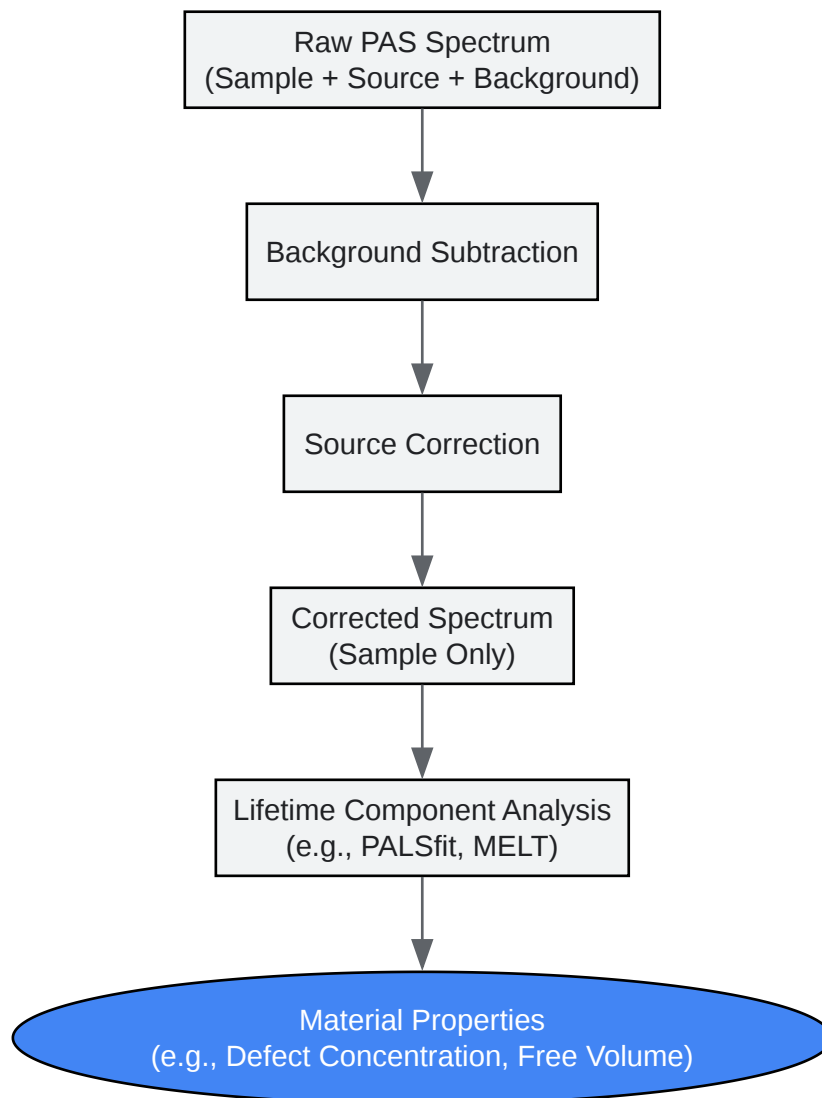 Raw PAS Spectrum
(Sample + Source + Background)
Background Subtraction
Source Correction
Corrected Spectrum
(Sample Only)
Lifetime Component Analysis
(e.g., PALSfit, MELT)
Material Properties
(e.g., Defect Concentration, Free Volume)